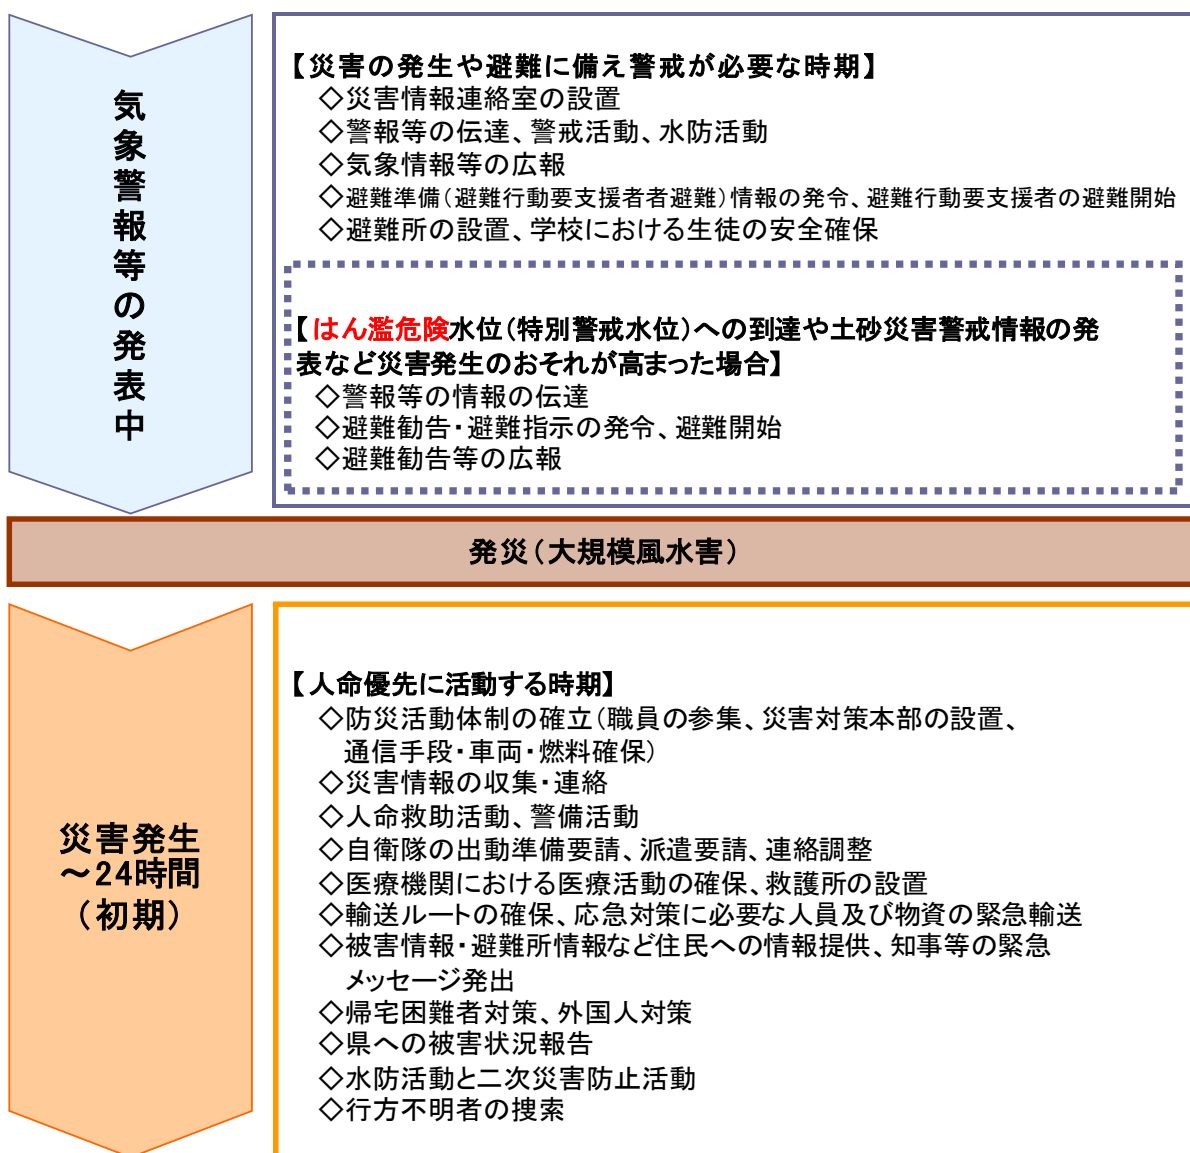 気象警報等の発表中
【災害の発生や避難に備え警戒が必要な時期】
◇災害情報連絡室の設置
◇警報等の伝達、警戒活動、水防活動
◇気象情報等の広報
◇避難準備(避難行動要支援者者避難)情報の発令、避難行動要支援者の避難開始
◇避難所の設置、学校における生徒の安全確保
【はん濫危険水位(特別警戒水位)への到達や土砂災害警戒情報の発
表など災害発生のおそれが高まった場合】
◇警報等の情報の伝達
◇避難勧告・避難指示の発令、避難開始
◇避難勧告等の広報
発災(大規模風水害)
災害発生
～24時間
(初期)
【人命優先に活動する時期】
◇防災活動体制の確立(職員の参集、災害対策本部の設置、
通信手段・車両・燃料確保)
◇災害情報の収集・連絡
◇人命救助活動、警備活動
◇自衛隊の出動準備要請、派遣要請、連絡調整
◇医療機関における医療活動の確保、救護所の設置
◇輸送ルートの確保、応急対策に必要な人員及び物資の緊急輸送
◇被害情報・避難所情報など住民への情報提供、知事等の緊急
メッセージ発出
◇帰宅困難者対策、外国人対策
◇県への被害状況報告
◇水防活動と二次災害防止活動
◇行方不明者の捜索